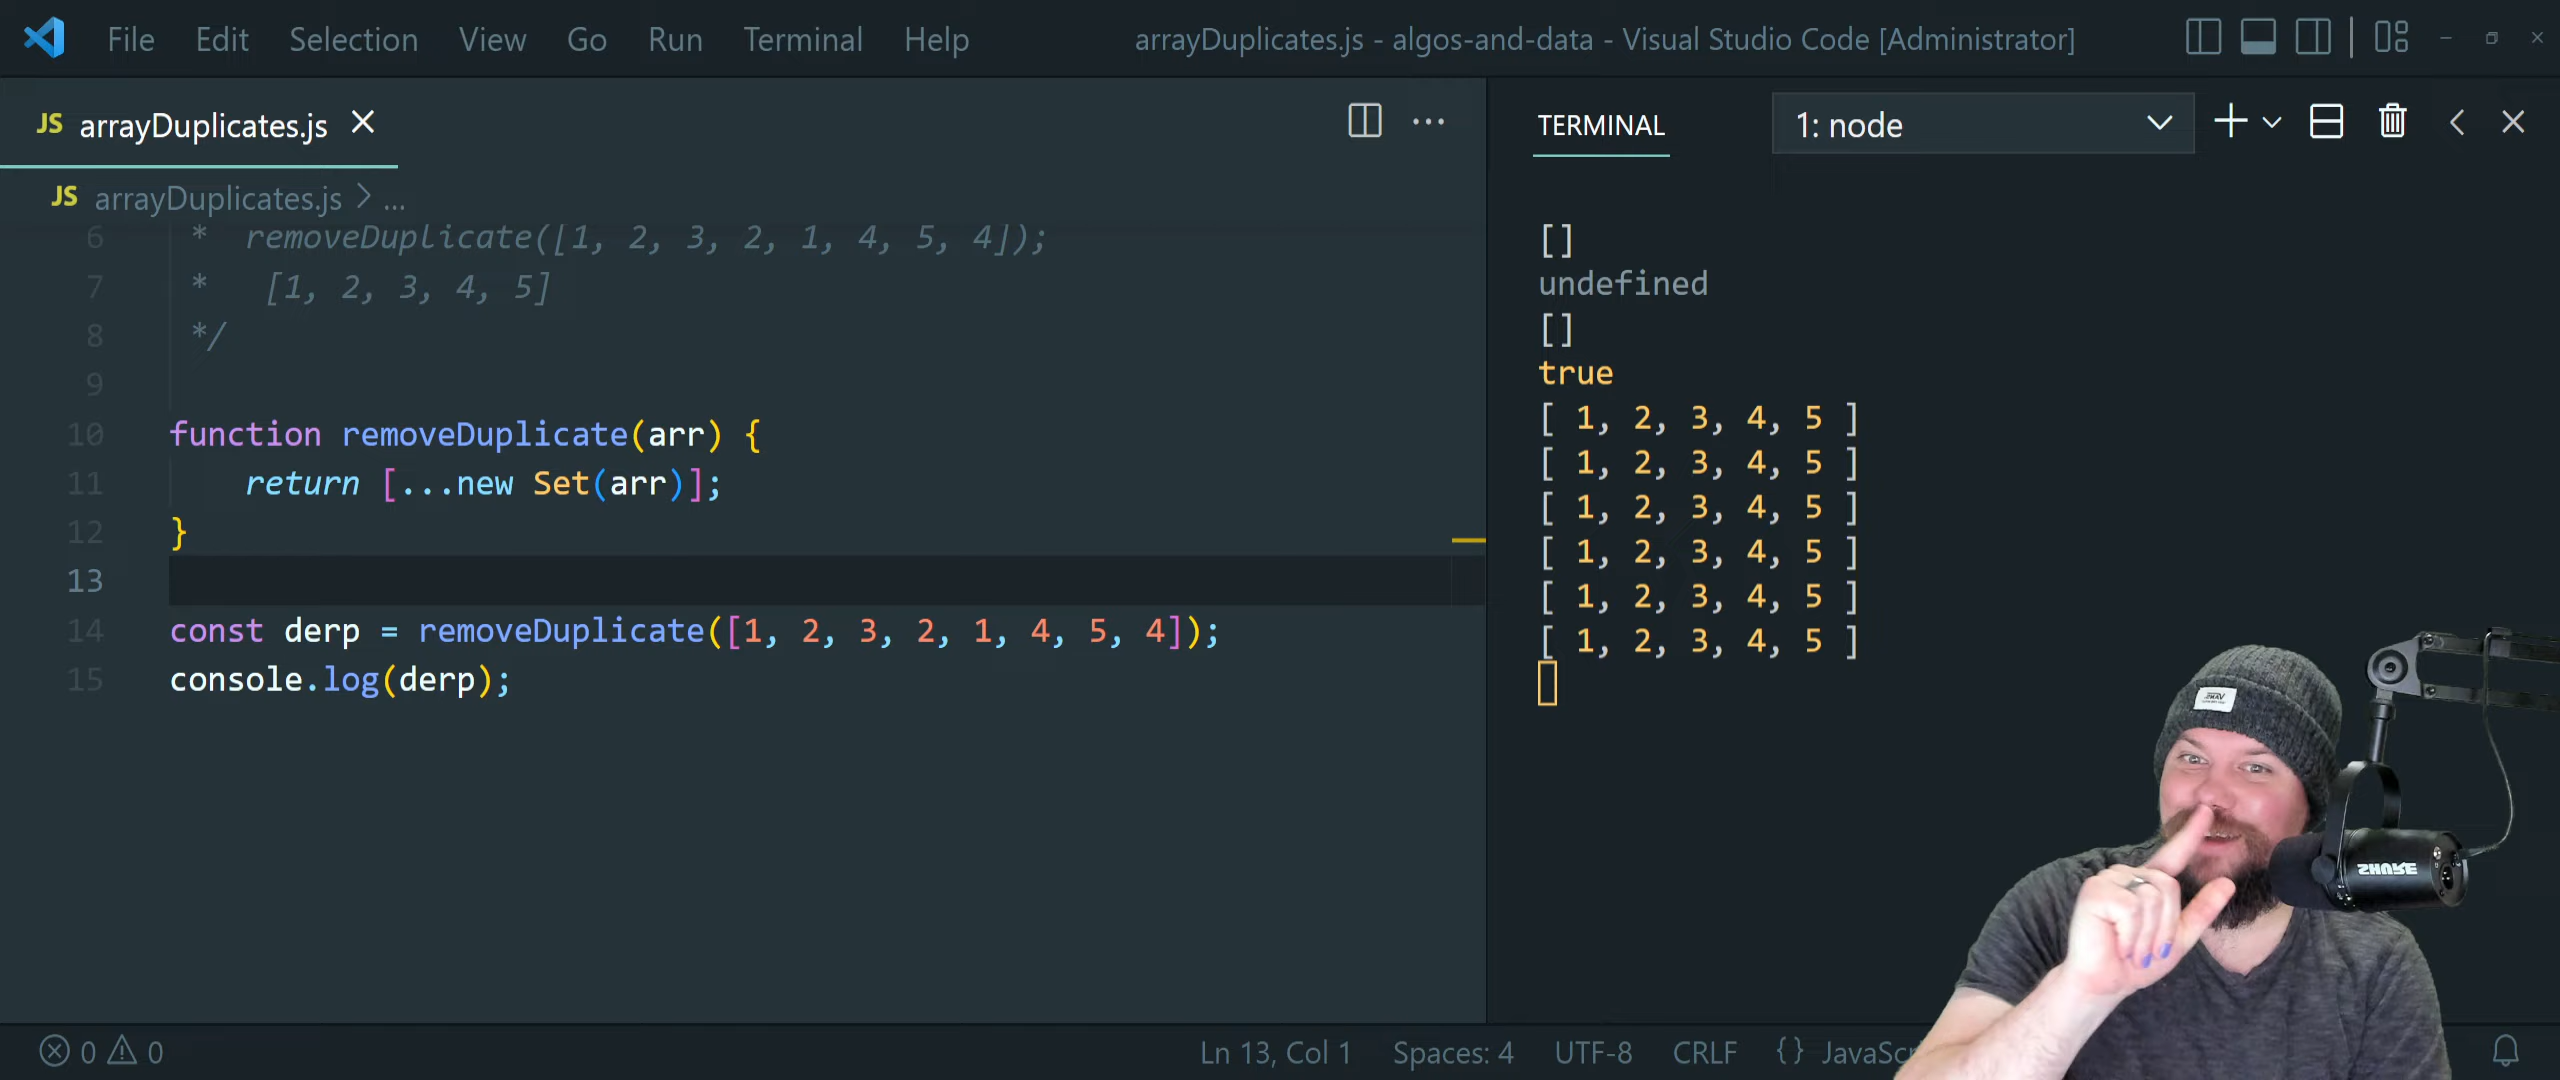 File Edit Selection View Go Run Terminal Help arrayDuplicates.js - algos-and-data - Visual Studio Code [Administrator]
JS arrayDuplicates.js
JS arrayDuplicates.js > ...
6 * removeDuplicate([1, 2, 3, 2, 1, 4, 5, 4]);
7 * [1, 2, 3, 4, 5]
8 */
9
10 function removeDuplicate(arr) {
11 return [...new Set(arr)];
12 }
13
14 const derp = removeDuplicate([1, 2, 3, 2, 1, 4, 5, 4]);
15 console.log(derp);
TERMINAL 1: node
[]
undefined
[]
true
[ 1, 2, 3, 4, 5 ]
[ 1, 2, 3, 4, 5 ]
[ 1, 2, 3, 4, 5 ]
[ 1, 2, 3, 4, 5 ]
[ 1, 2, 3, 4, 5 ]
[ 1, 2, 3, 4, 5 ]
VANS
SHURE
0 0 Ln 13, Col 1 Spaces: 4 UTF-8 CRLF {} JavaScr